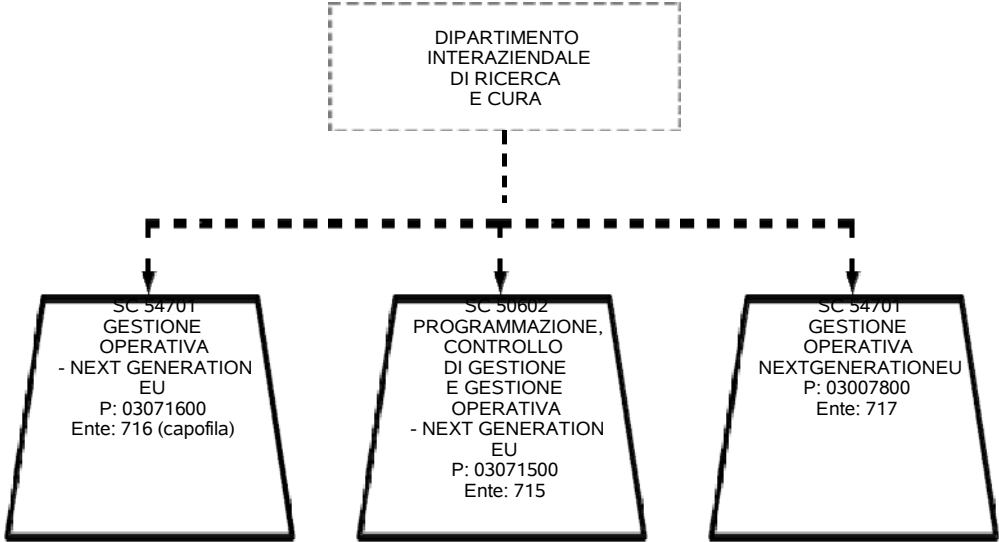 DIPARTIMENTO
INTERAZIENDALE
DI RICERCA
E CURA
SC 54701
GESTIONE
OPERATIVA
- NEXT GENERATION
EU
P: 03071600
Ente: 716 (capofila)
SC 50602
PROGRAMMAZIONE,
CONTROLLO
DI GESTIONE
E GESTIONE
OPERATIVA
- NEXT GENERATION
EU
P: 03071500
Ente: 715
SC 54701
GESTIONE
OPERATIVA
NEXTGENERATIONEU
P: 03007800
Ente: 717